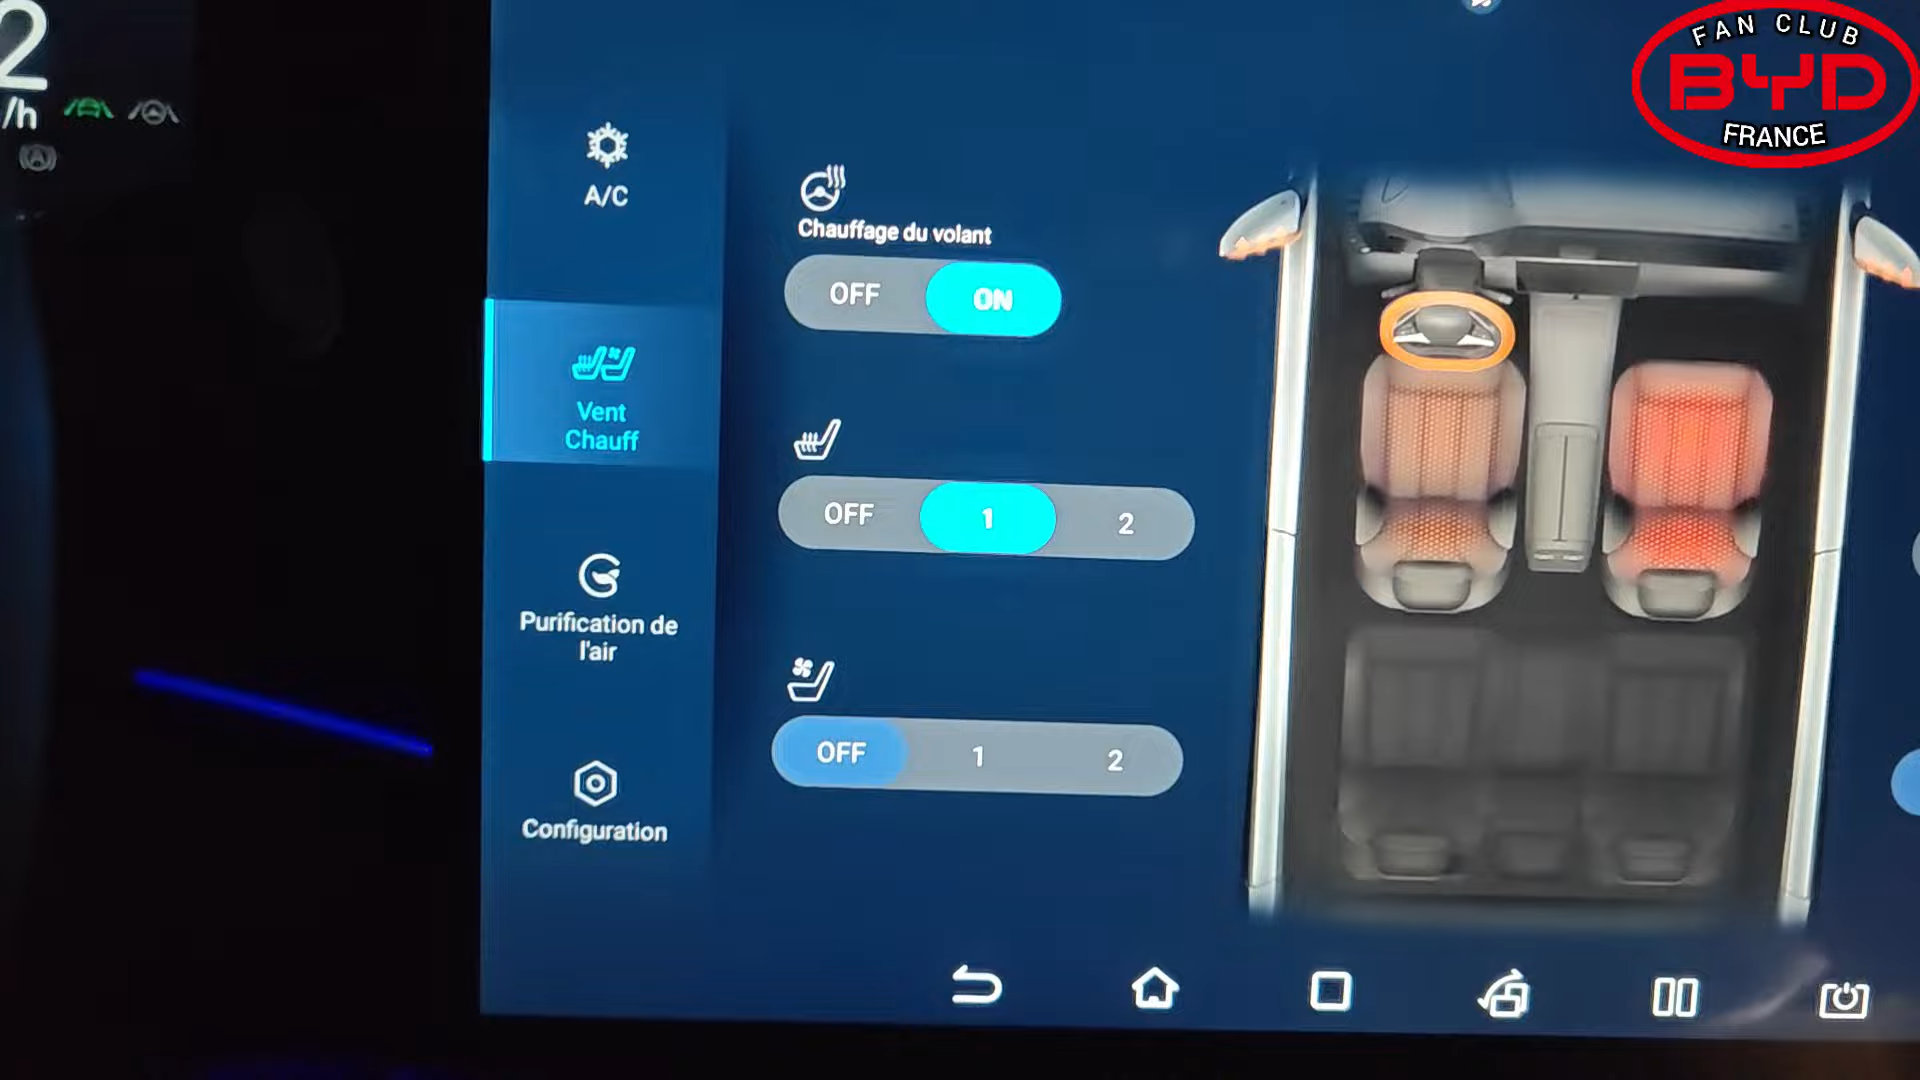 2
/h
FAN CLUB
BYD
FRANCE
A/C
Chauffage du volant
OFF ON
Vent
Chauff
OFF 1 2
Purification de
l'air
OFF 1 2
Configuration